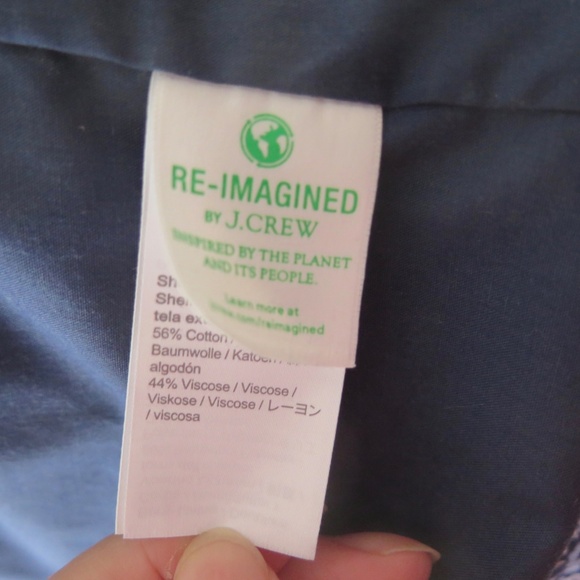 RE-IMAGINED
BY J.CREW
INSPIRED BY THE PLANET
AND ITS PEOPLE.
Learn more at
tela
56% Cotton /
Baumwolle /
algodón
44% Viscose / Viscose /
Viskose / Viscose / レーヨン
/ viscosa